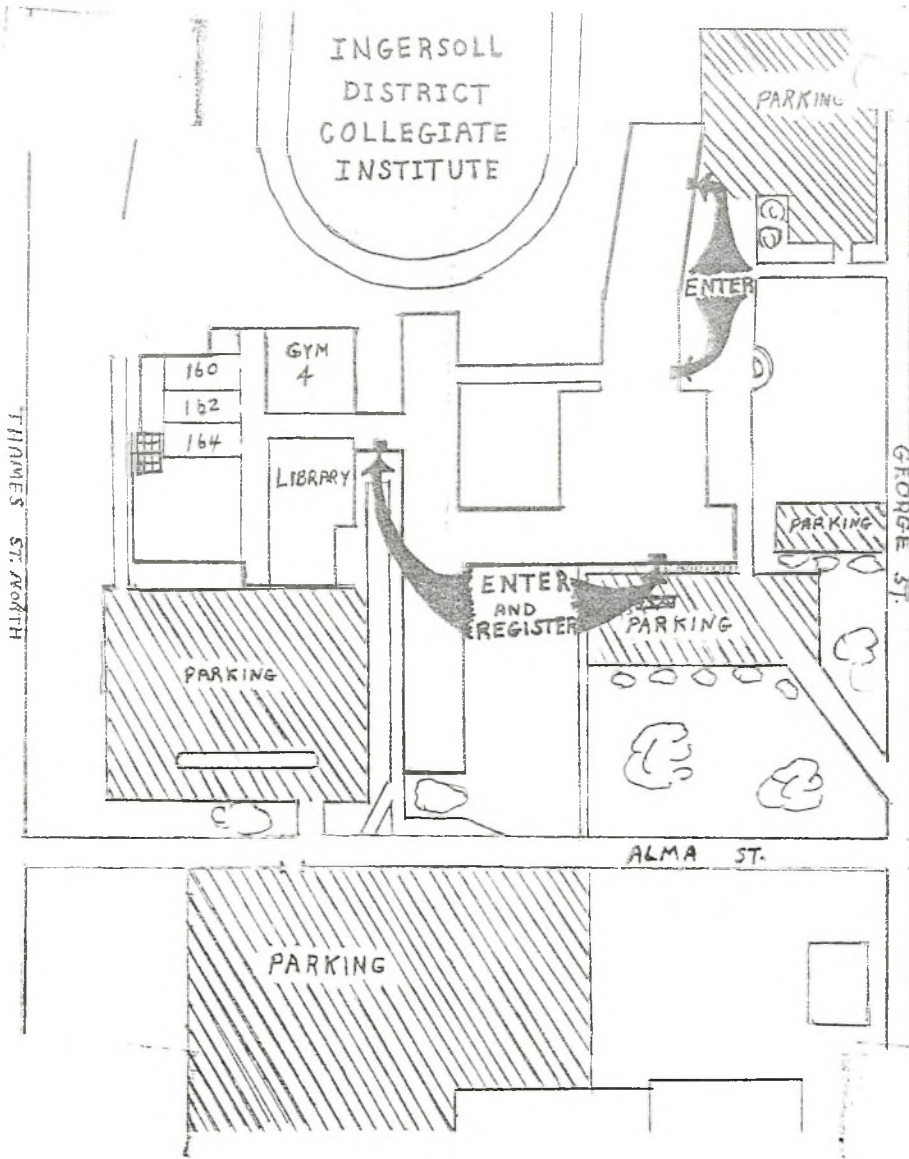 INGERSOLL
DISTRICT
COLLEGIATE
INSTITUTE
PARKING
ENTER
GYM
4
160
162
164
LIBRARY
THAMES ST. NORTH
GEORGE ST.
PARKING
ENTER
AND
REGISTER
PARKING
PARKING
ALMA ST.
PARKING